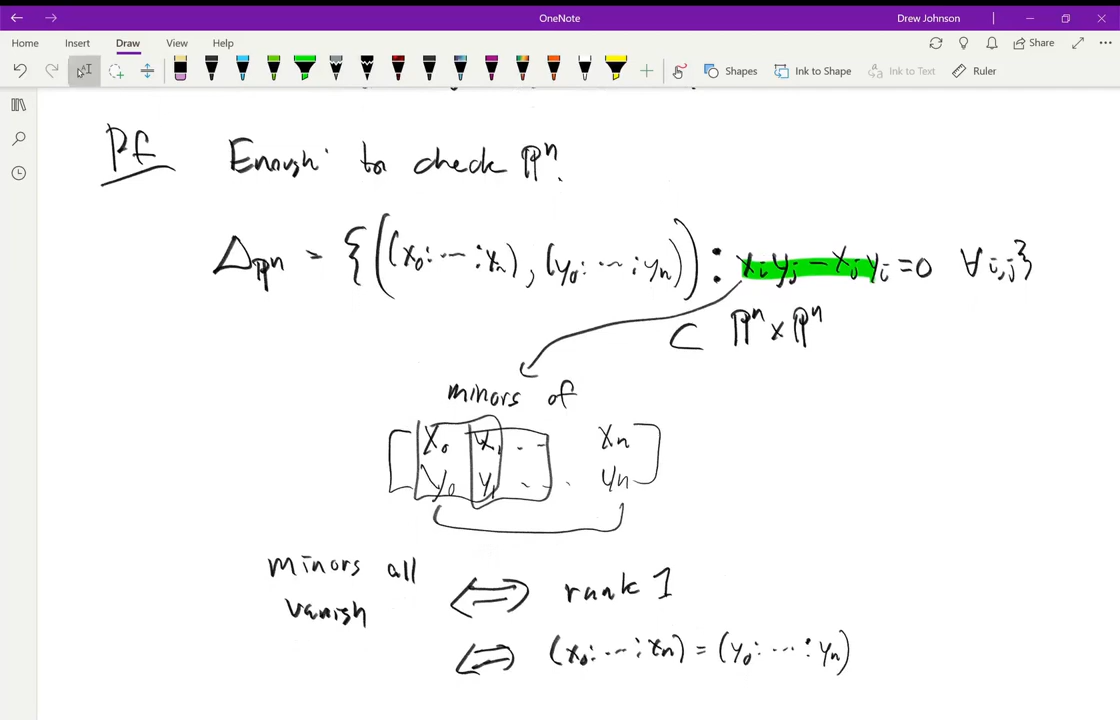 OneNote
Drew Johnson
Home Insert Draw View Help
Share
Shapes Ink to Shape Ink to Text Ruler
Pf Enough to check ℙⁿ.
Δ_ℙⁿ = {((x₀:⋯:xₙ), (y₀:⋯:yₙ)) : xᵢyⱼ − xⱼyᵢ = 0 ∀i,j}
⊂ ℙⁿ × ℙⁿ
minors of
[x₀ x₁ ⋯ xₙ
y₀ y₁ ⋯ yₙ]
minors all
vanish ⟺ rank 1
⟺ (x₀:⋯:xₙ) = (y₀:⋯:yₙ)